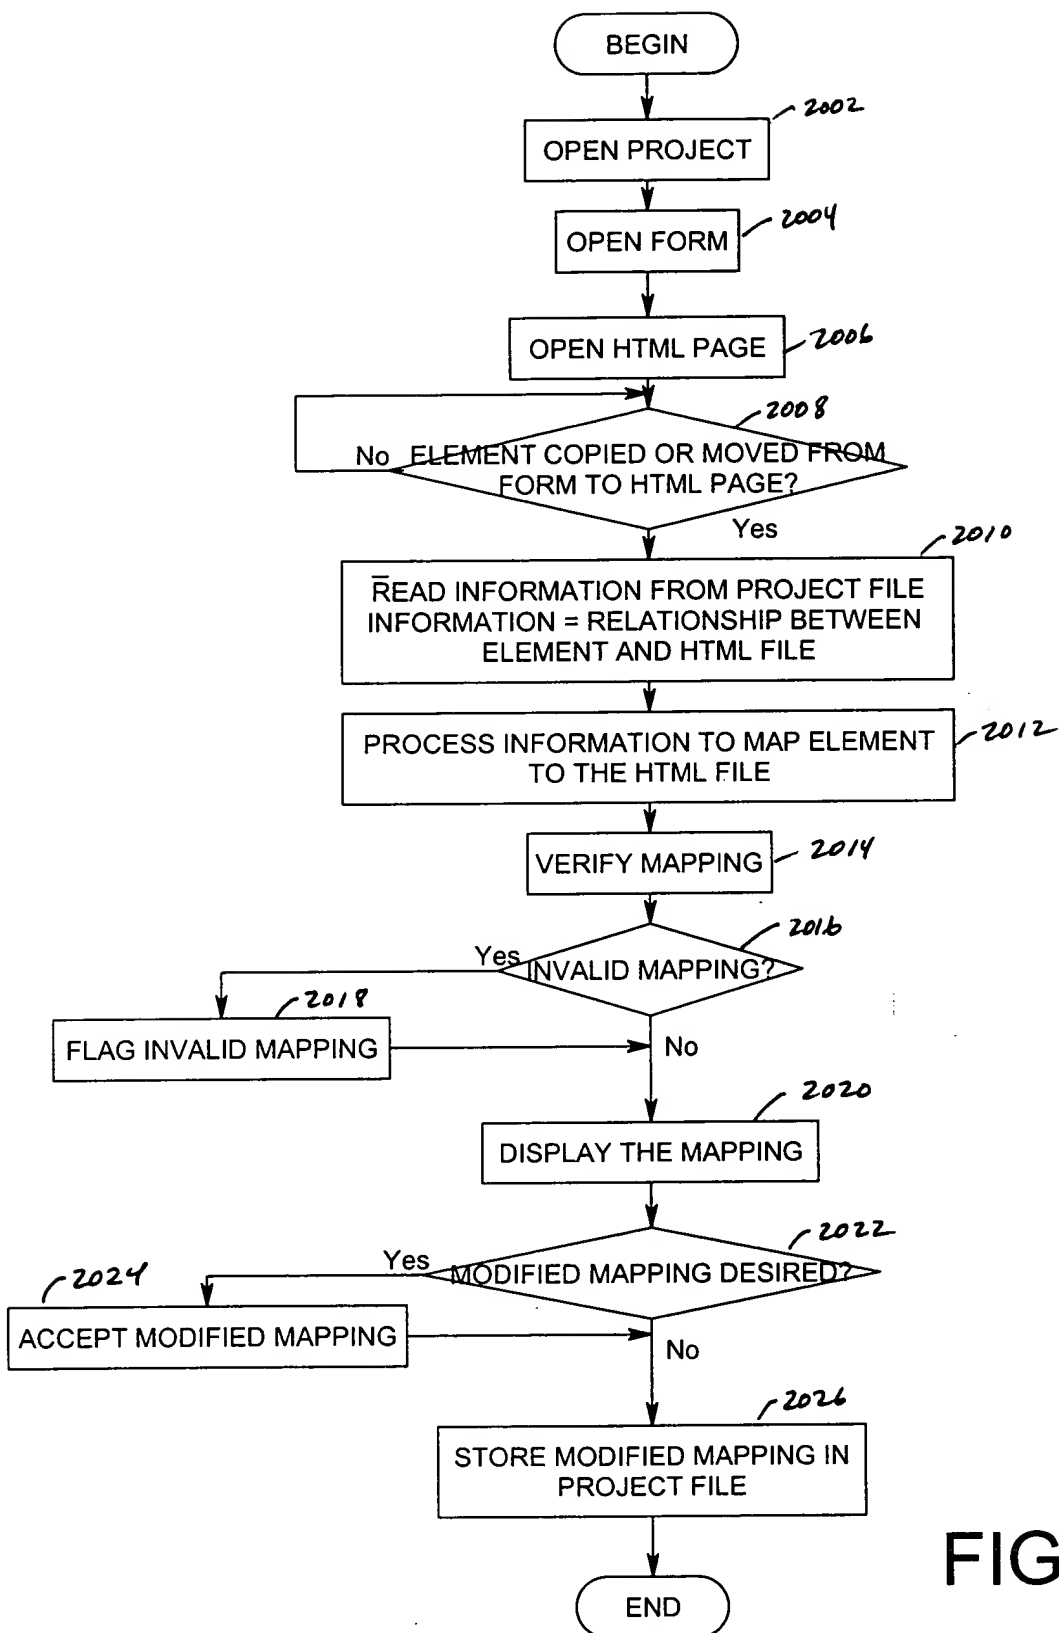 BEGIN
2002
OPEN PROJECT
2004
OPEN FORM
2006
OPEN HTML PAGE
2008
No
ELEMENT COPIED OR MOVED FROM
FORM TO HTML PAGE?
Yes
2010
READ INFORMATION FROM PROJECT FILE
INFORMATION = RELATIONSHIP BETWEEN
ELEMENT AND HTML FILE
2012
PROCESS INFORMATION TO MAP ELEMENT
TO THE HTML FILE
2014
VERIFY MAPPING
2016
Yes
INVALID MAPPING?
2018
FLAG INVALID MAPPING
No
2020
DISPLAY THE MAPPING
2022
Yes
MODIFIED MAPPING DESIRED?
2024
ACCEPT MODIFIED MAPPING
No
2026
STORE MODIFIED MAPPING IN
PROJECT FILE
FIG
END